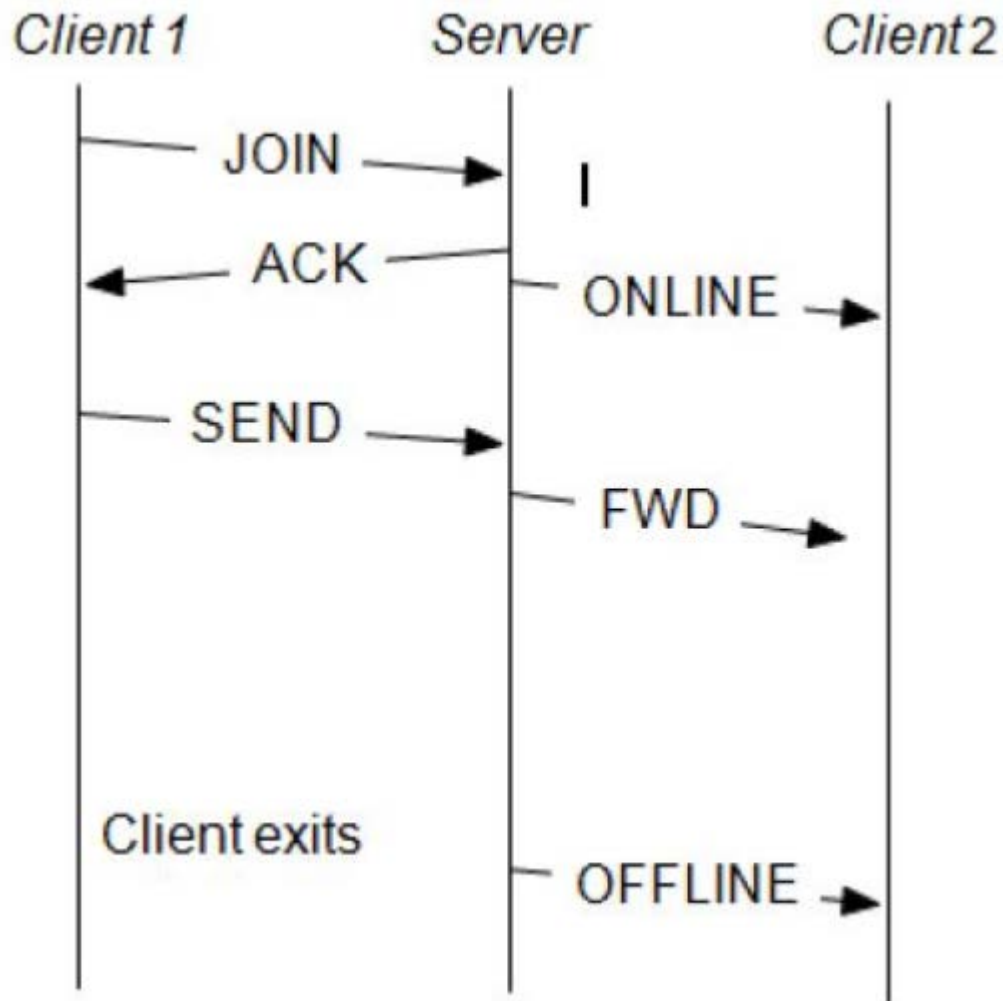 Client 1 Server Client 2
JOIN
ACK
ONLINE
SEND
FWD
Client exits
OFFLINE